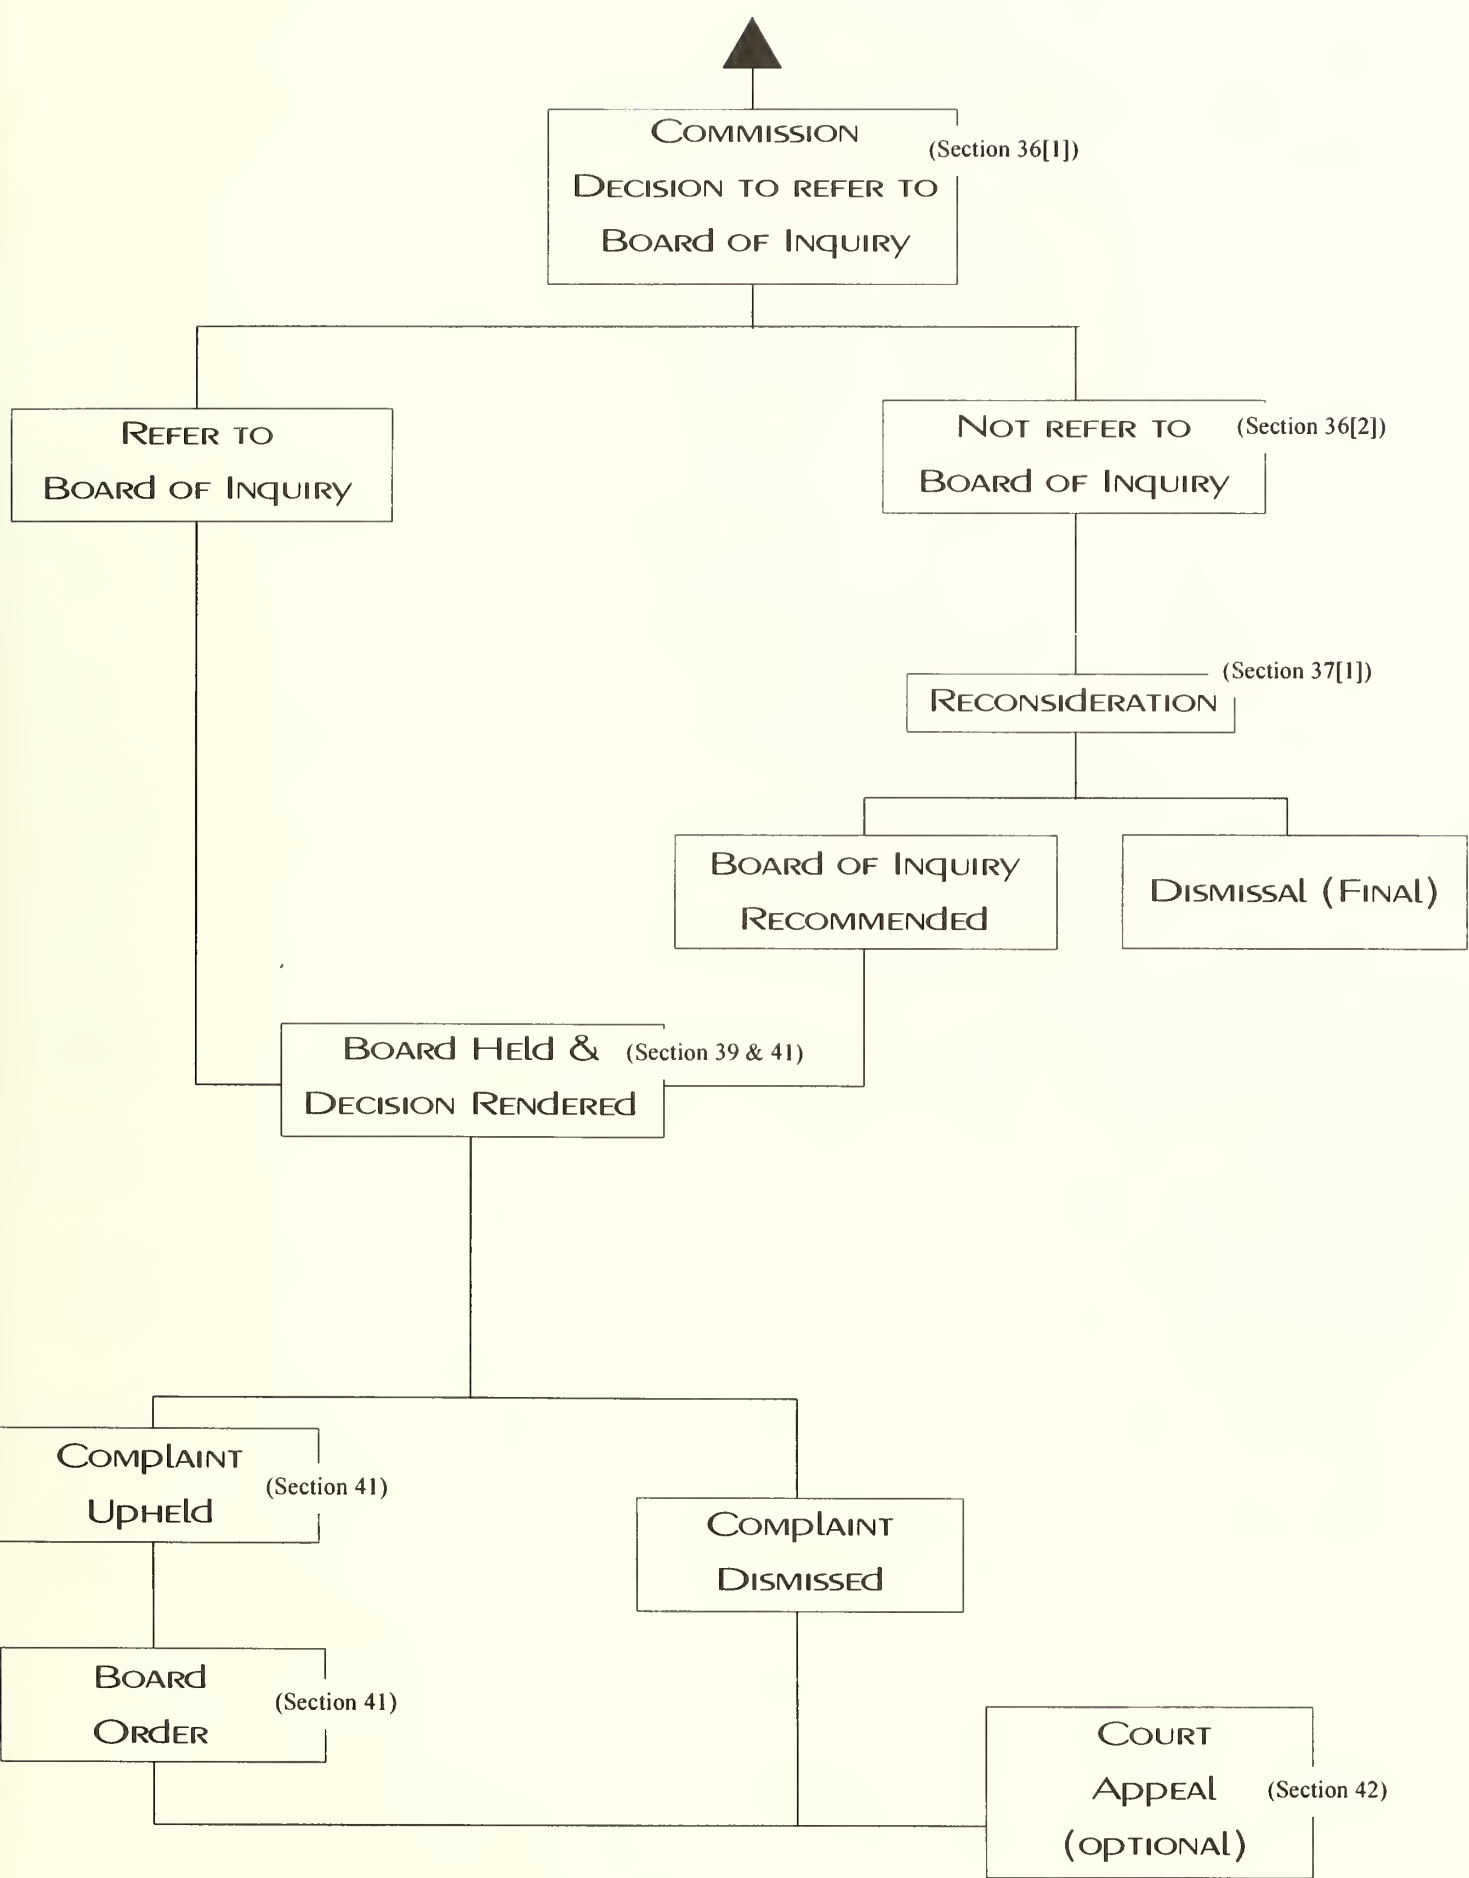 Commission
(Section 36[1])
Decision to refer to
Board of Inquiry
Refer to
Board of Inquiry
Not refer to
(Section 36[2])
Board of Inquiry
(Section 37[1])
Reconsideration
Board of Inquiry
Recommended
Dismissal (Final)
Board Held &
(Section 39 & 41)
Decision Rendered
Complaint
Upheld
(Section 41)
Complaint
Dismissed
Board
Order
(Section 41)
Court
Appeal
(Section 42)
(optional)